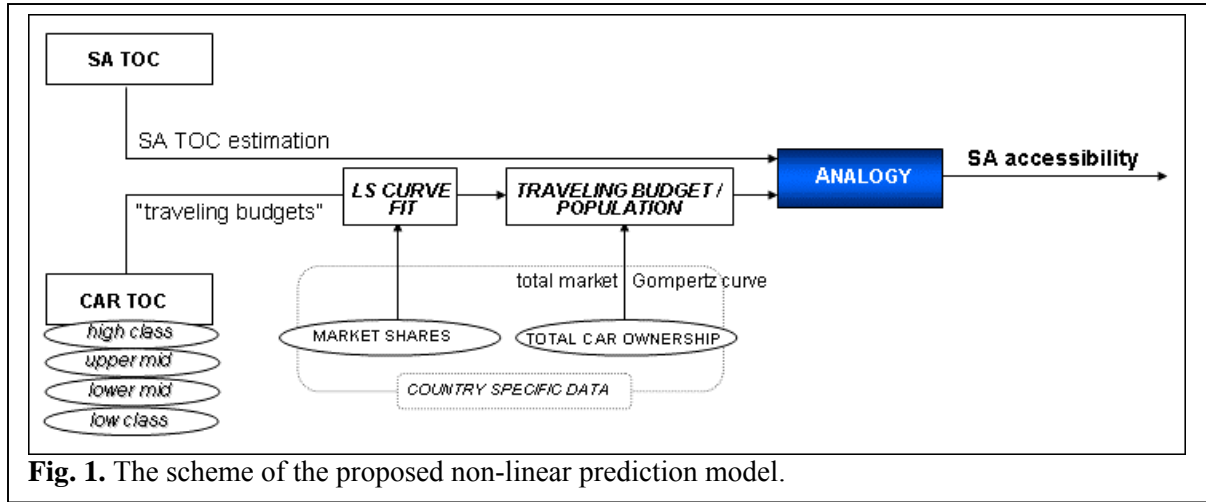 SA TOC
SA TOC estimation
SA accessibility
ANALOGY
LS CURVE
FIT
TRAVELING BUDGET /
POPULATION
"traveling budgets"
total market
Gompertz curve
CAR TOC
high class
upper mid
lower mid
low class
MARKET SHARES
TOTAL CAR OWNERSHIP
COUNTRY SPECIFIC DATA
Fig. 1. The scheme of the proposed non-linear prediction model.